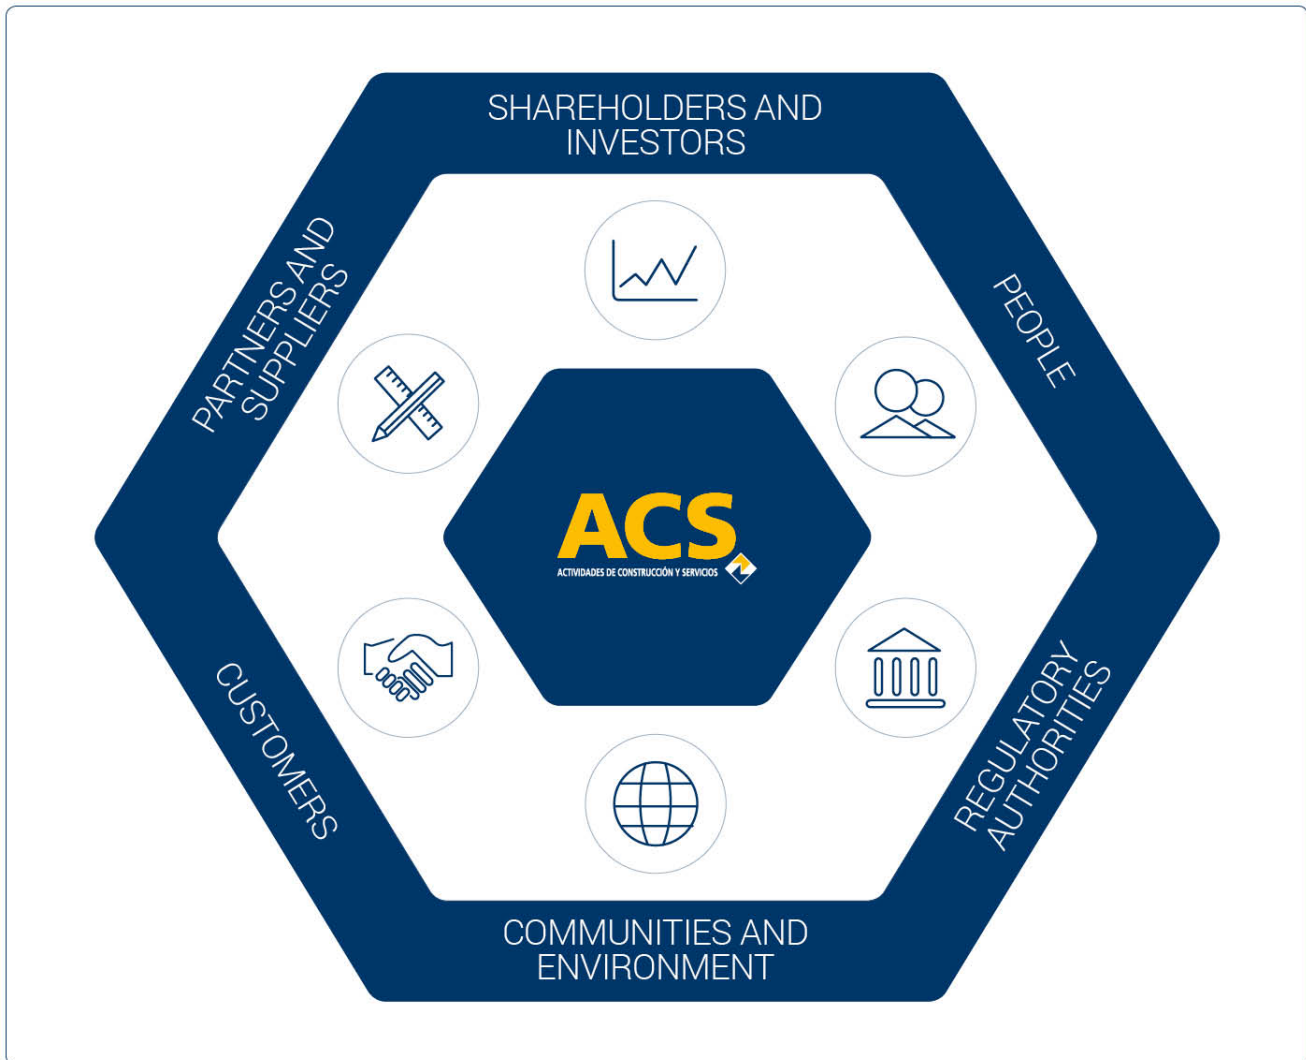 SHAREHOLDERS AND
INVESTORS
PARTNERS AND
SUPPLIERS
PEOPLE
ACS
ACTIVIDADES DE CONSTRUCCIÓN Y SERVICIOS
CUSTOMERS
REGULATORY
AUTHORITIES
COMMUNITIES AND
ENVIRONMENT